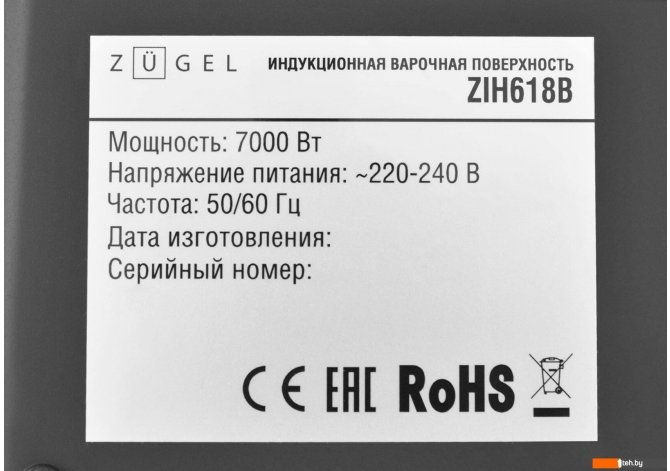 ZÜGEL ИНДУКЦИОННАЯ ВАРОЧНАЯ ПОВЕРХНОСТЬ
ZIH618B
Мощность: 7000 Вт
Напряжение питания: ~220-240 В
Частота: 50/60 Гц
Дата изготовления:
Серийный номер:
CE EAC RoHS
1teh.by